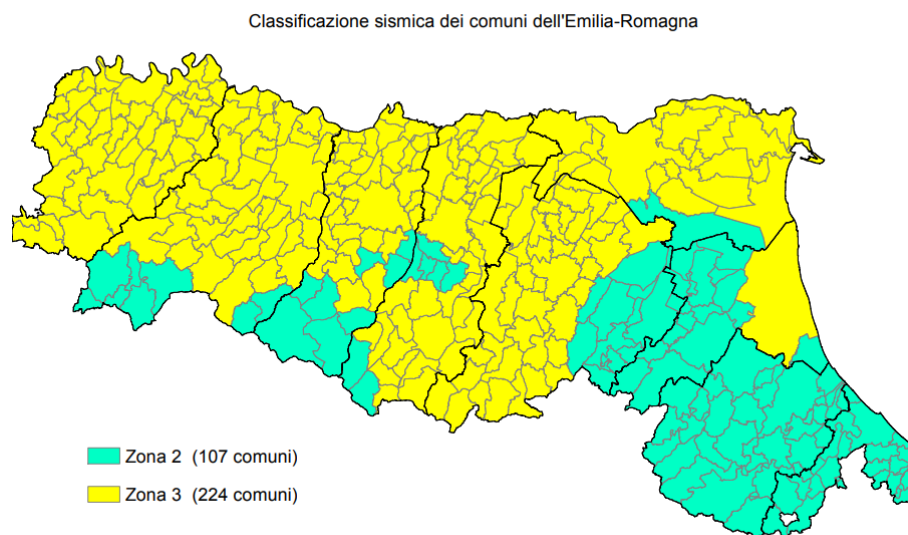 Classificazione sismica dei comuni dell'Emilia-Romagna
Zona 2 (107 comuni)
Zona 3 (224 comuni)